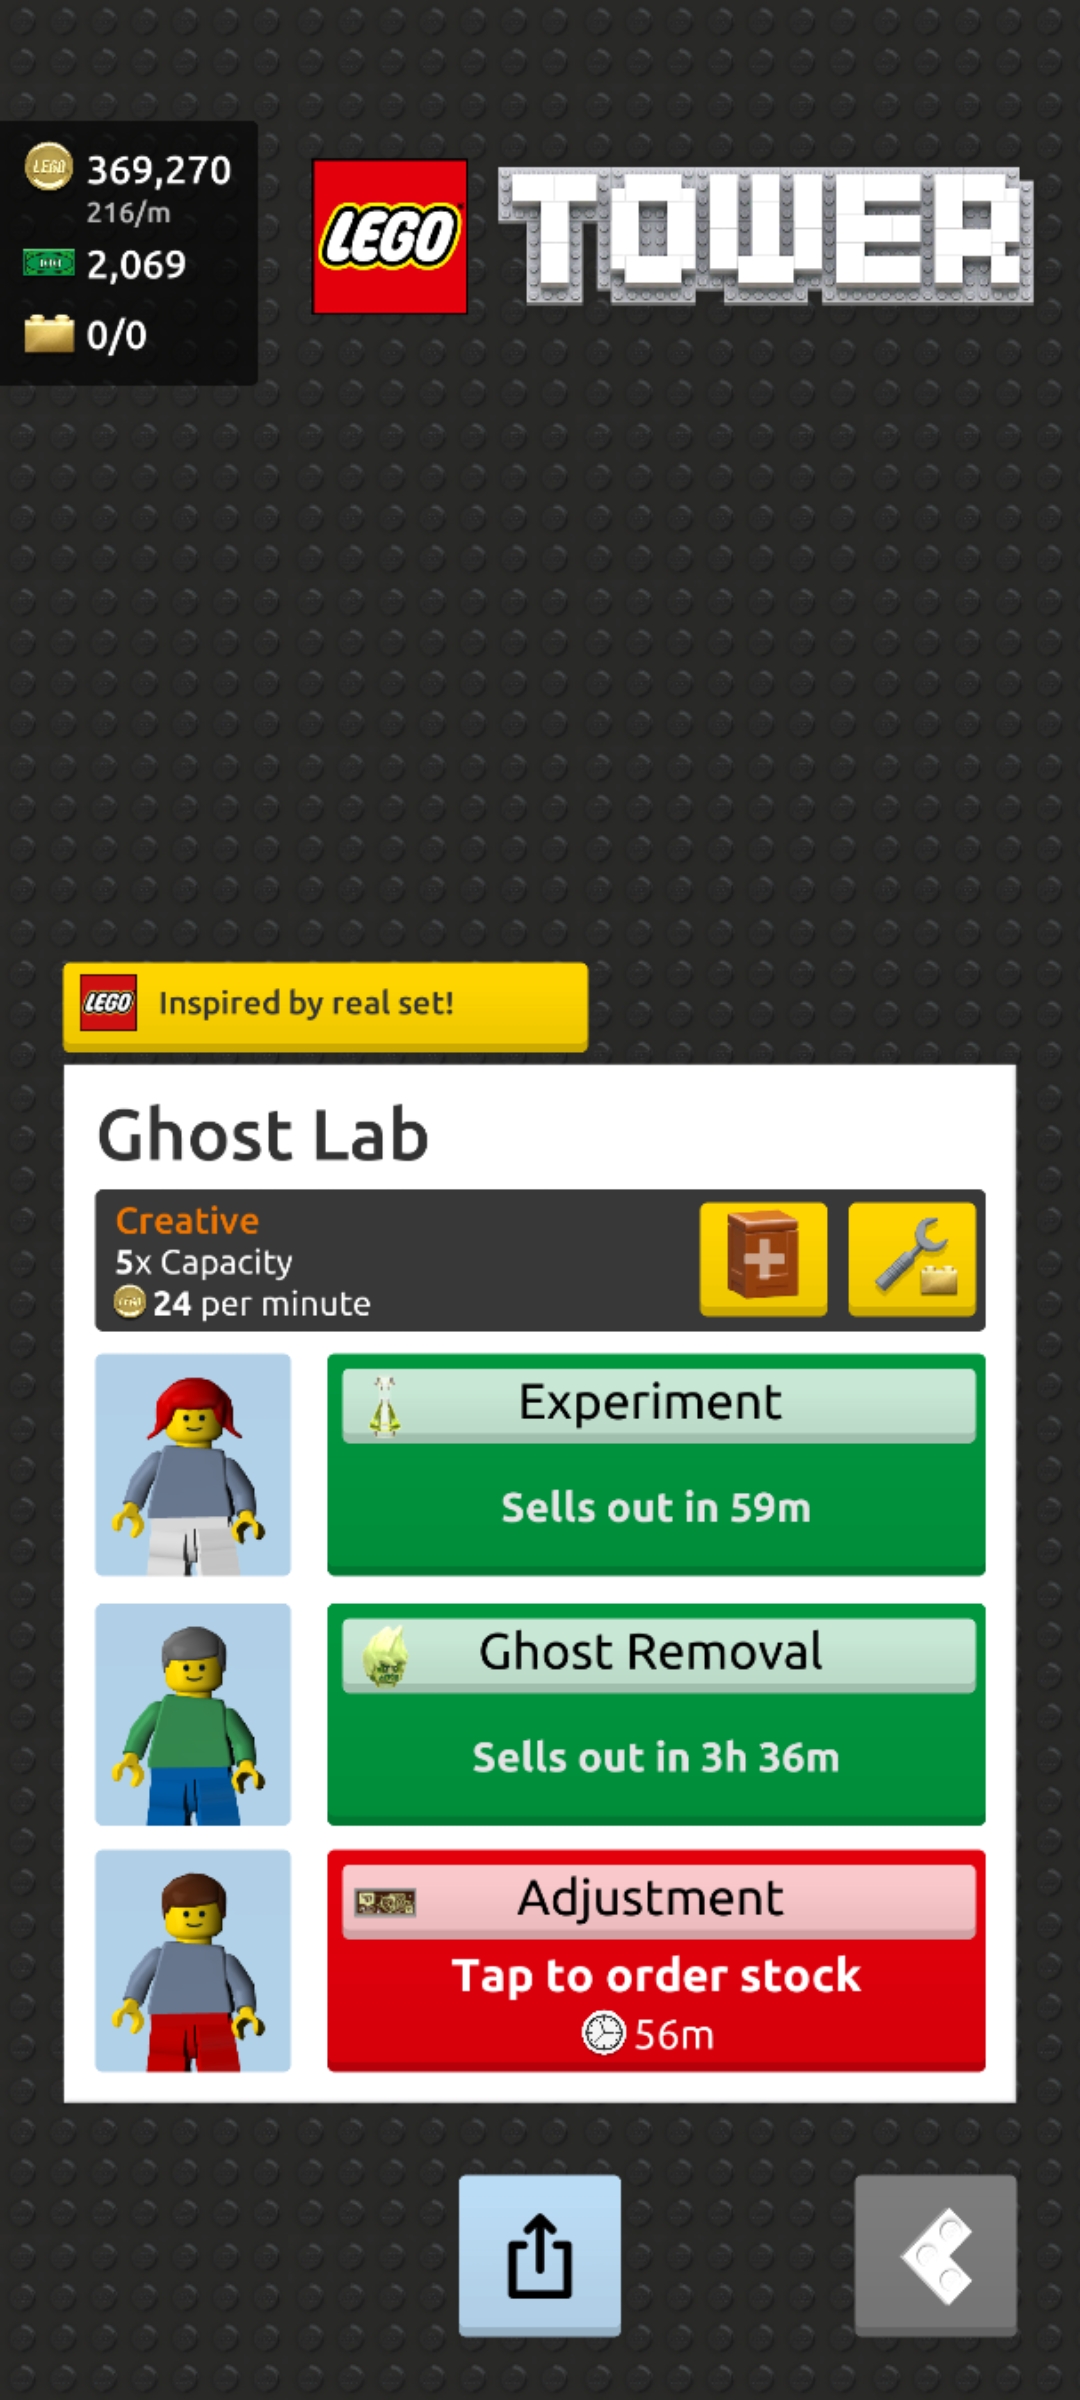 369,270
216/m
2,069
0/0
LEGO TOWER
LEGO Inspired by real set!
Ghost Lab
Creative
5x Capacity
24 per minute
Experiment
Sells out in 59m
Ghost Removal
Sells out in 3h 36m
Adjustment
Tap to order stock
56m